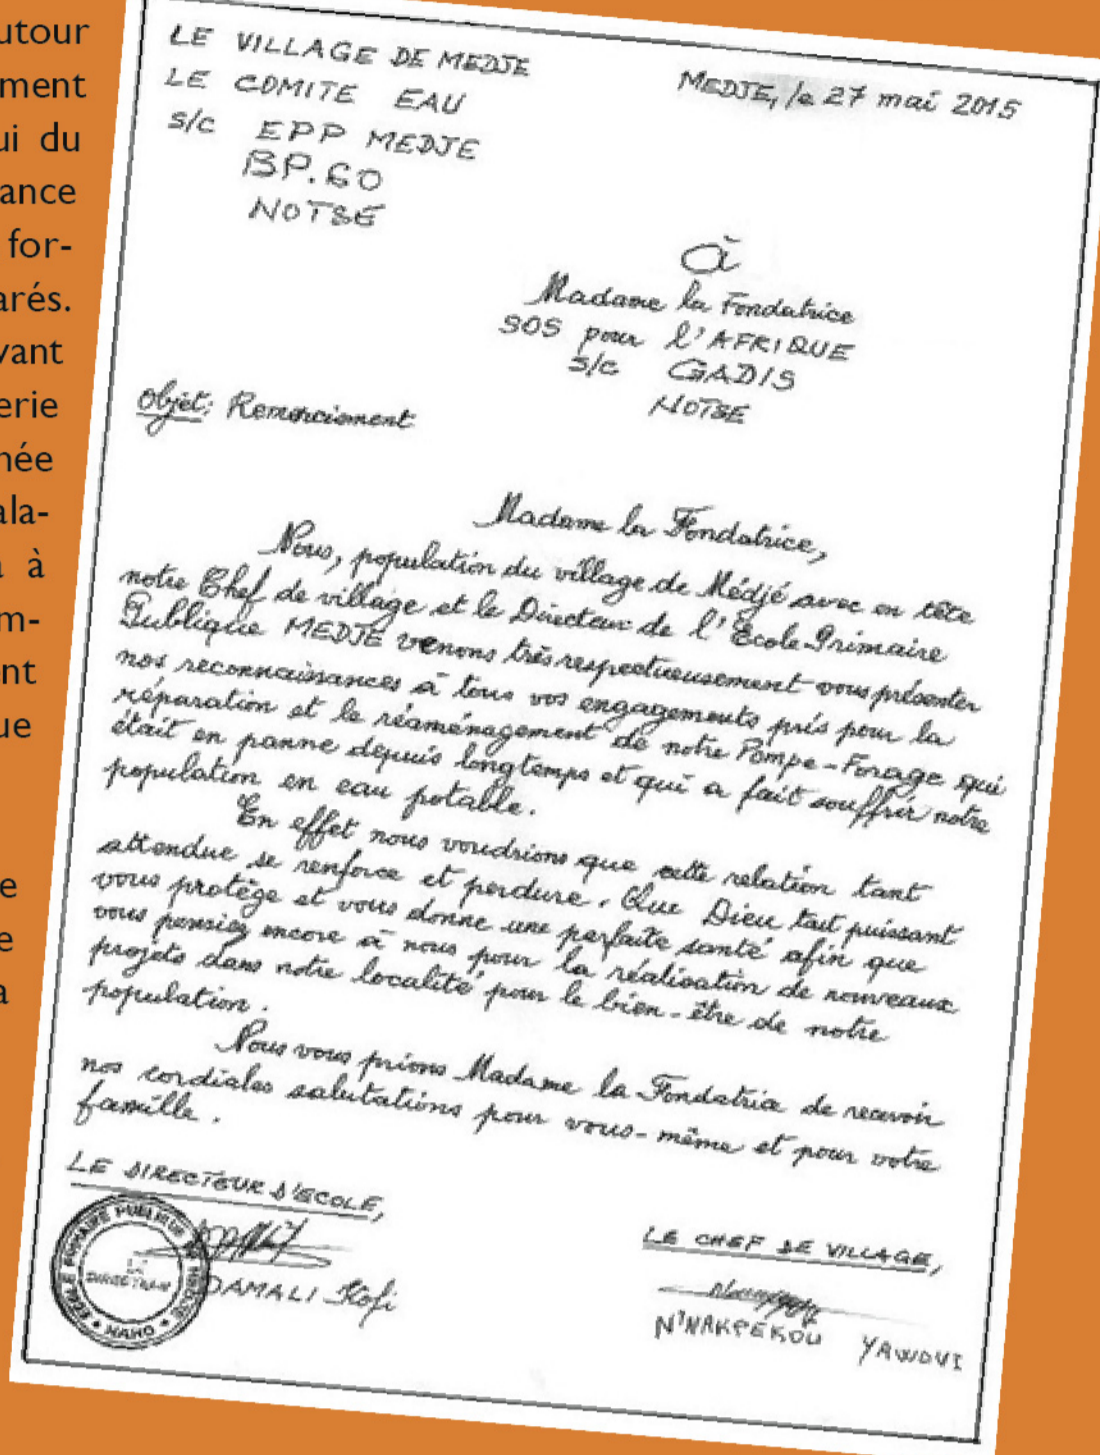 utour
ment
ui du
ance
for-
arés.
vant
erie
née
ala-
à
m-
nt
ue
e
e
a
LE VILLAGE DE MEDJE
LE COMITE EAU
s/c EPP MEDJE
BP.60
NOTSE
MEDJE, le 27 mai 2015
à
Madame la Fondatrice
SOS pour l'AFRIQUE
s/c GADIS
NOTSE
Objet: Remerciement
Madame la Fondatrice,
Nous, population du village de Médjé avec en tête
notre Chef de village et le Directeur de l'Ecole Primaire
Publique MEDJE venons très respectueusement vous présenter
nos reconnaissances à tous vos engagements pris pour la
réparation et le réaménagement de notre Pompe-Forage qui
était en panne depuis longtemps et qui a fait souffrir notre
population en eau potable.
En effet nous voudrions que cette relation tant
attendue se renforce et perdure. Que Dieu tout puissant
vous protège et vous donne une parfaite santé afin que
vous pensiez encore à nous pour la réalisation de nouveaux
projets dans notre localité pour le bien-être de notre
population.
Nous vous prions Madame la Fondatrice de recevoir
nos cordiales salutations pour vous-même et pour votre
famille.
LE DIRECTEUR D'ECOLE,
ECOLE PRIMAIRE PUBLIQUE
LE
DIRECTEUR
HAHO
DAMALI Kofi
LE CHEF DE VILLAGE,
N'NAKPEKOU YAWOVI